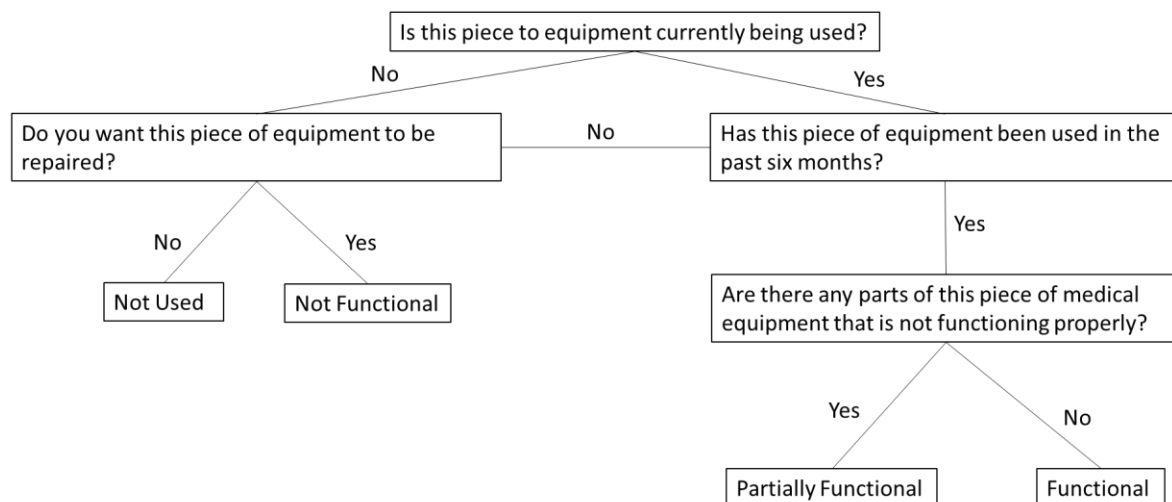 Is this piece to equipment currently being used?
No
Yes
Do you want this piece of equipment to be
repaired?
No
Has this piece of equipment been used in the
past six months?
No
Yes
Yes
Not Used
Not Functional
Are there any parts of this piece of medical
equipment that is not functioning properly?
Yes
No
Partially Functional
Functional